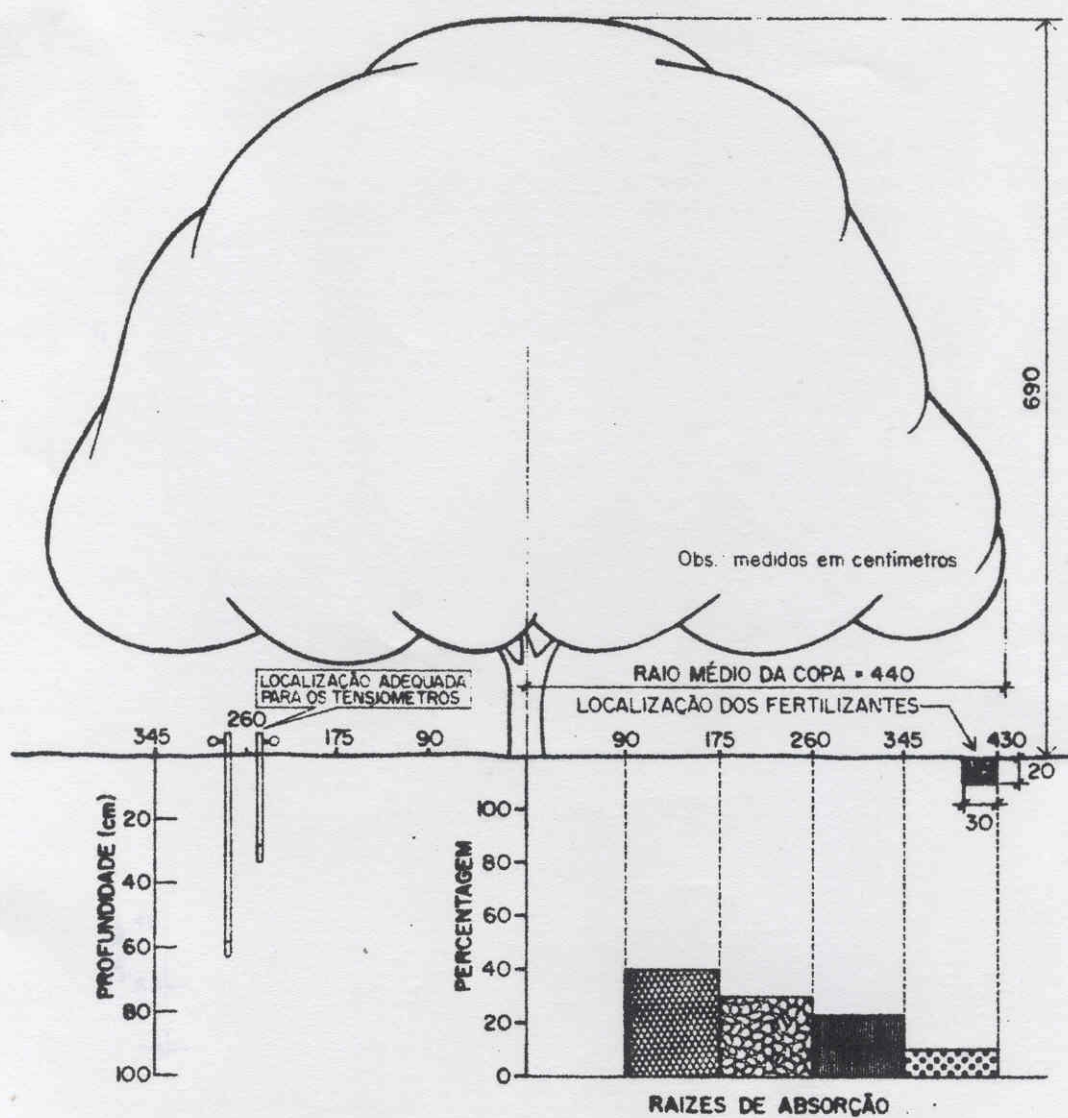 690
Obs. medidas em centímetros
RAIO MÉDIO DA COPA = 440
LOCALIZAÇÃO DOS FERTILIZANTES
LOCALIZAÇÃO ADEQUADA
PARA OS TENSIOMETROS
345 260 175 90 90 175 260 345 430
20
30
PROFUNDIDADE (cm)
20
40
60
80
100
PERCENTAGEM
100
80
60
40
20
0
RAIZES DE ABSORÇÃO